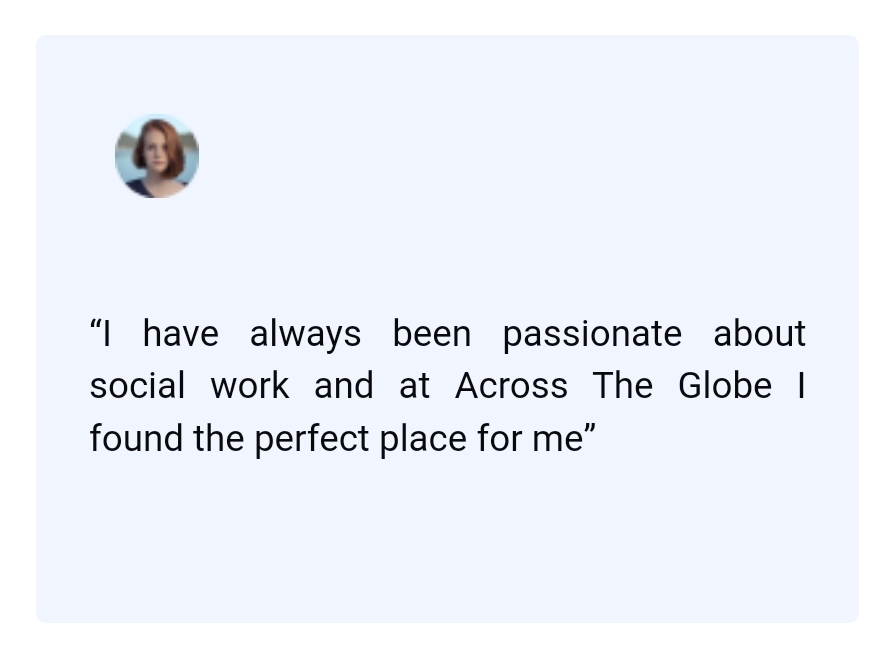 “I have always been passionate about
social work and at Across The Globe I
found the perfect place for me”